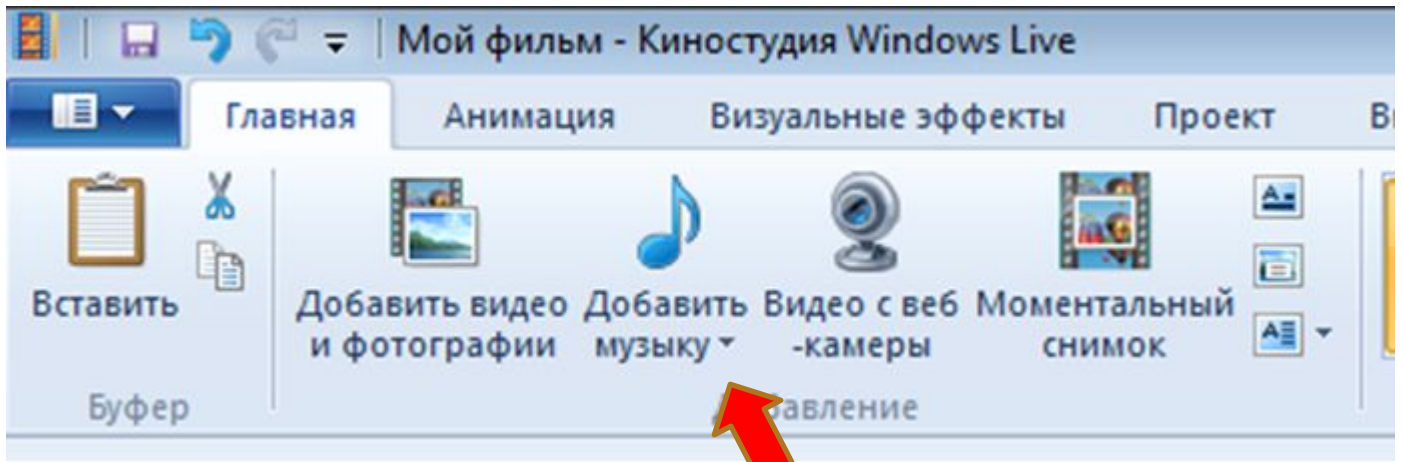 Мой фильм - Киностудия Windows Live
Главная Анимация Визуальные эффекты Проект
Вставить
Добавить видео
и фотографии
Добавить
музыку
Видео с веб
-камеры
Моментальный
снимок
Буфер